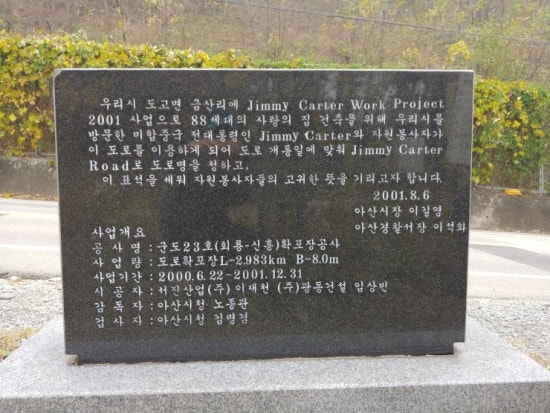 우리시 도고면 금산리에 Jimmy Carter Work Project
2001 사업으로 88세대의 사랑의 집 건축을 위해 우리시를
방문한 미합중국 전대통령인 Jimmy Carter와 자원봉사자가
이 도로를 이용하게 되어 도로 개통일에 맞춰 Jimmy Carter
Road로 도로명을 정하고,
이 표석을 세워 자원봉사자들의 고귀한 뜻을 기리고자 합니다.
2001.8.6
아산시장 이길영
아산경찰서장 이석화
사업개요
공 사 명 : 군도23호(회룡-신흥)확포장공사
사 업 량 : 도로확포장L=2.983km B=8.0m
사업기간 : 2000.6.22-2001.12.31
시 공 자 : 서진산업(주) 이재천 (주)광동건설 임상빈
감 독 자 : 아산시청 노종관
검 사 자 : 아산시청 김명겸